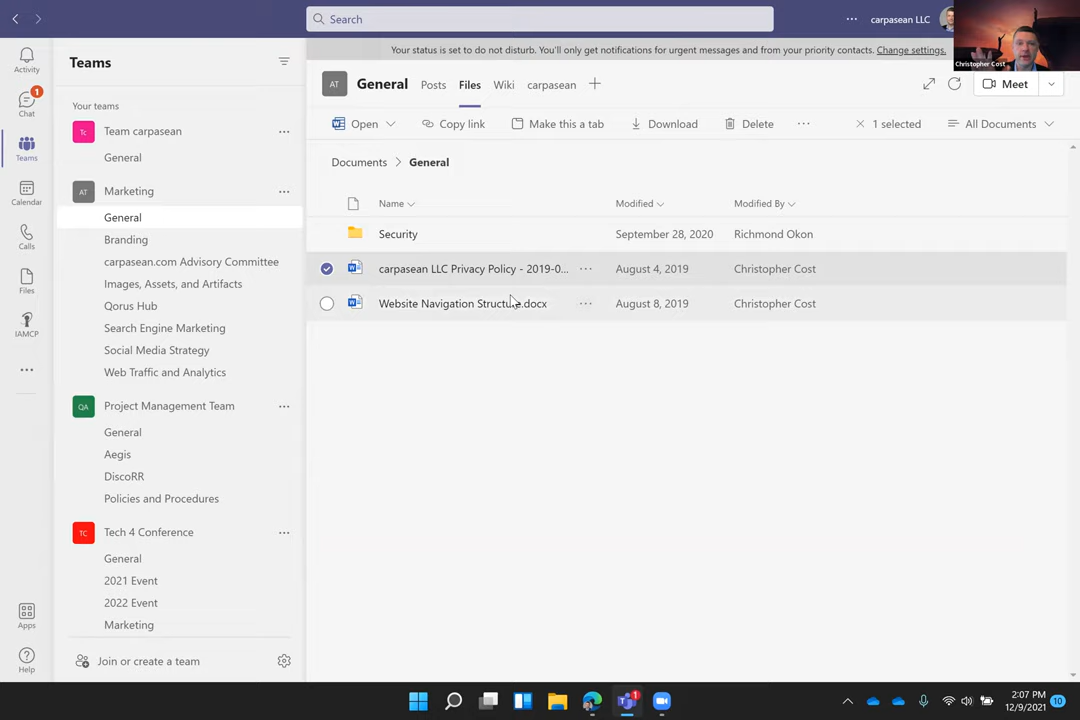 Search
carpasean LLC
Christopher Cost
Your status is set to do not disturb. You'll only get notifications for urgent messages and from your priority contacts. Change settings.
Activity
Chat
1
Teams
Calendar
Calls
Files
IAMCP
Apps
Help
Teams
Your teams
Tc
Team carpasean
General
AT
Marketing
General
Branding
carpasean.com Advisory Committee
Images, Assets, and Artifacts
Qorus Hub
Search Engine Marketing
Social Media Strategy
Web Traffic and Analytics
QA
Project Management Team
General
Aegis
DiscoRR
Policies and Procedures
TC
Tech 4 Conference
General
2021 Event
2022 Event
Marketing
Join or create a team
AT
General
Posts
Files
Wiki
carpasean
Meet
Open
Copy link
Make this a tab
Download
Delete
1 selected
All Documents
Documents > General
Name
Modified
Modified By
Security
September 28, 2020
Richmond Okon
carpasean LLC Privacy Policy - 2019-0...
August 4, 2019
Christopher Cost
Website Navigation Structure.docx
August 8, 2019
Christopher Cost
1
2:07 PM
12/9/2021
10